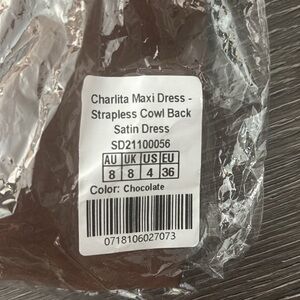 Charlita Maxi Dress -
Strapless Cowl Back
Satin Dress
SD21100056
AU UK US EU
8 8 4 36
Color: Chocolate
0718106027073